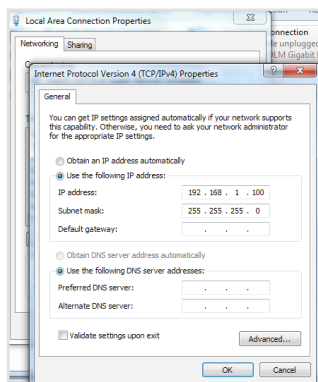 Local Area Connection Properties
Networking Sharing
onnection
le unplugged
JLM Gigabit
Internet Protocol Version 4 (TCP/IPv4) Properties
General
You can get IP settings assigned automatically if your network supports
this capability. Otherwise, you need to ask your network administrator
for the appropriate IP settings.
Obtain an IP address automatically
Use the following IP address:
IP address: 192 . 168 . 1 . 100
Subnet mask: 255 . 255 . 255 . 0
Default gateway: . . .
Obtain DNS server address automatically
Use the following DNS server addresses:
Preferred DNS server: . . .
Alternate DNS server: . . .
Validate settings upon exit
Advanced...
OK Cancel